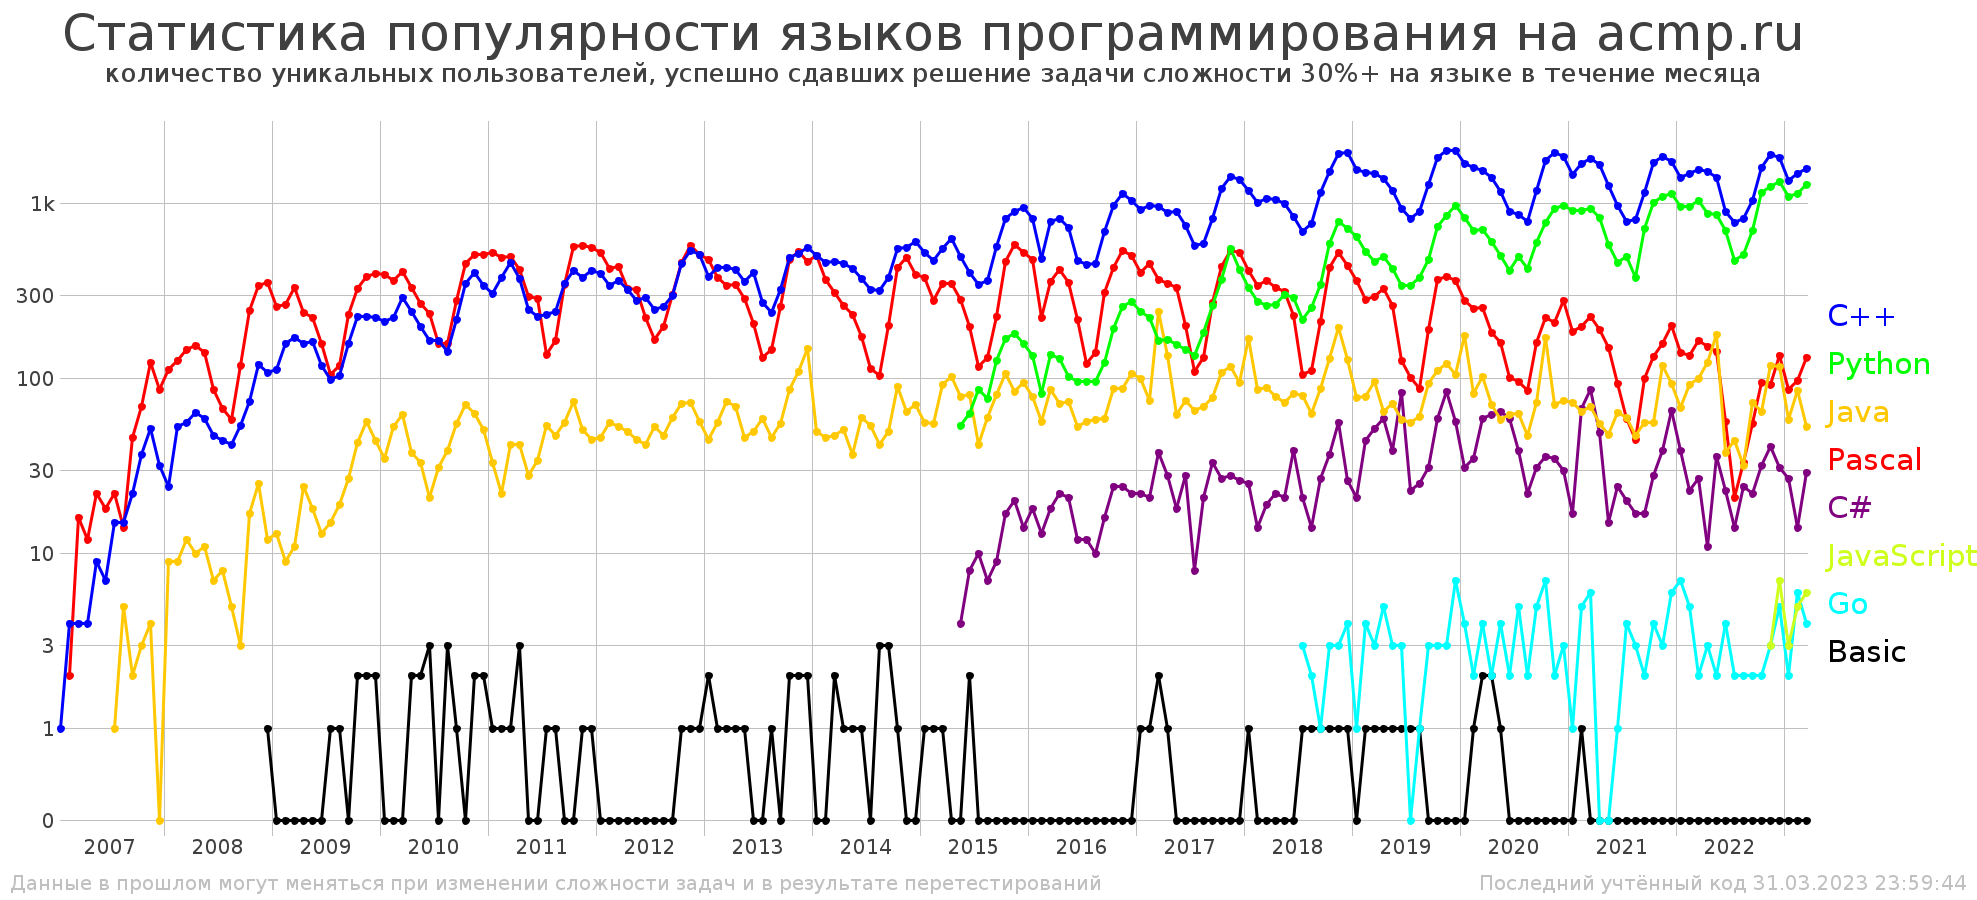 Статистика популярности языков программирования на acmp.ru
количество уникальных пользователей, успешно сдавших решение задачи сложности 30%+ на языке в течение месяца
1k
300
100
30
10
3
1
0
C++
Python
Java
Pascal
C#
JavaScript
Go
Basic
2007 2008 2009 2010 2011 2012 2013 2014 2015 2016 2017 2018 2019 2020 2021 2022
Данные в прошлом могут меняться при изменении сложности задач и в результате перетестирований
Последний учтённый код 31.03.2023 23:59:44